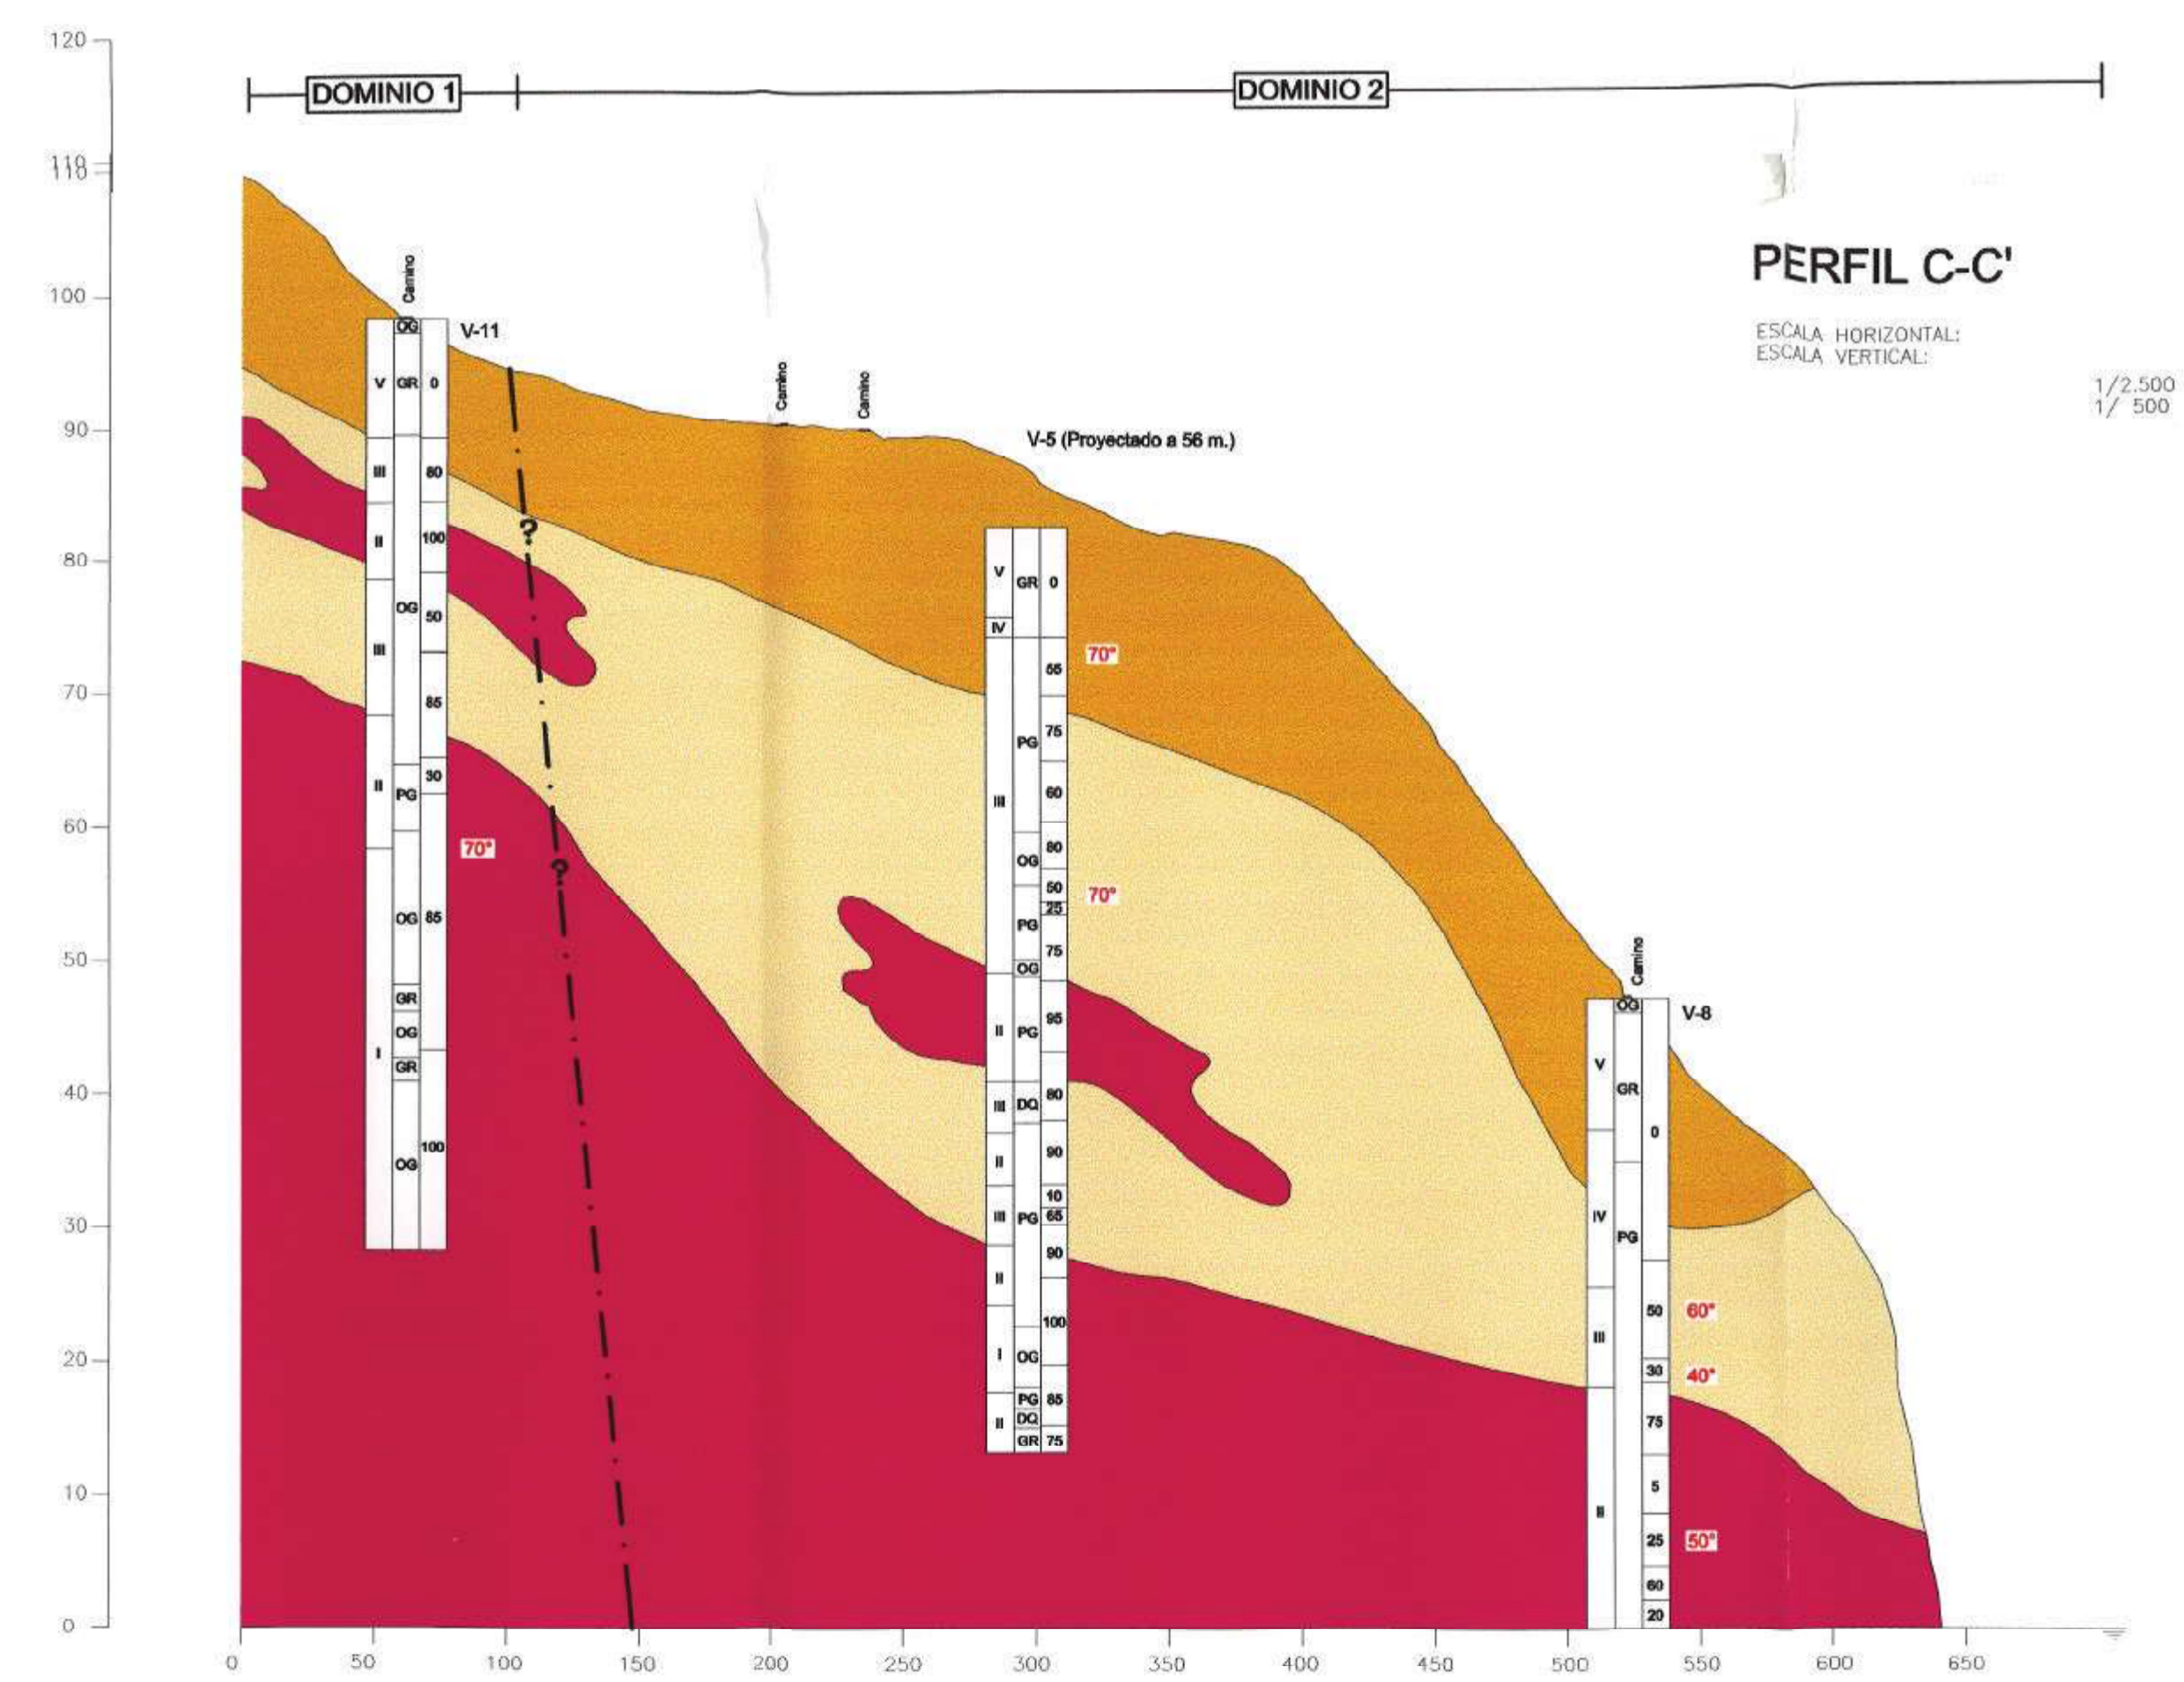 120
DOMINIO 1
DOMINIO 2
110
110
PERFIL C-C'
ESCALA HORIZONTAL:
ESCALA VERTICAL:
1/2.500
1/ 500
100
90
80
70
60
50
40
30
20
10
0
Camino
V-11
V
III
II
III
II
I
OG
GR
OG
PG
OG
GR
OG
GR
OG
0
80
100
50
85
30
85
100
70°
?
?
Camino
Camino
V-5 (Proyectado a 56 m.)
V
IV
III
II
III
II
III
II
I
II
GR
PG
OG
PG
OG
PG
DQ
PG
OG
PG
DQ
GR
0
55
75
60
80
50
25
75
95
80
90
10
65
90
100
85
75
70°
70°
Camino
V-8
V
IV
III
II
OG
GR
PG
0
50
30
75
5
25
60
20
60°
40°
50°
0
50
100
150
200
250
300
350
400
450
500
550
600
650